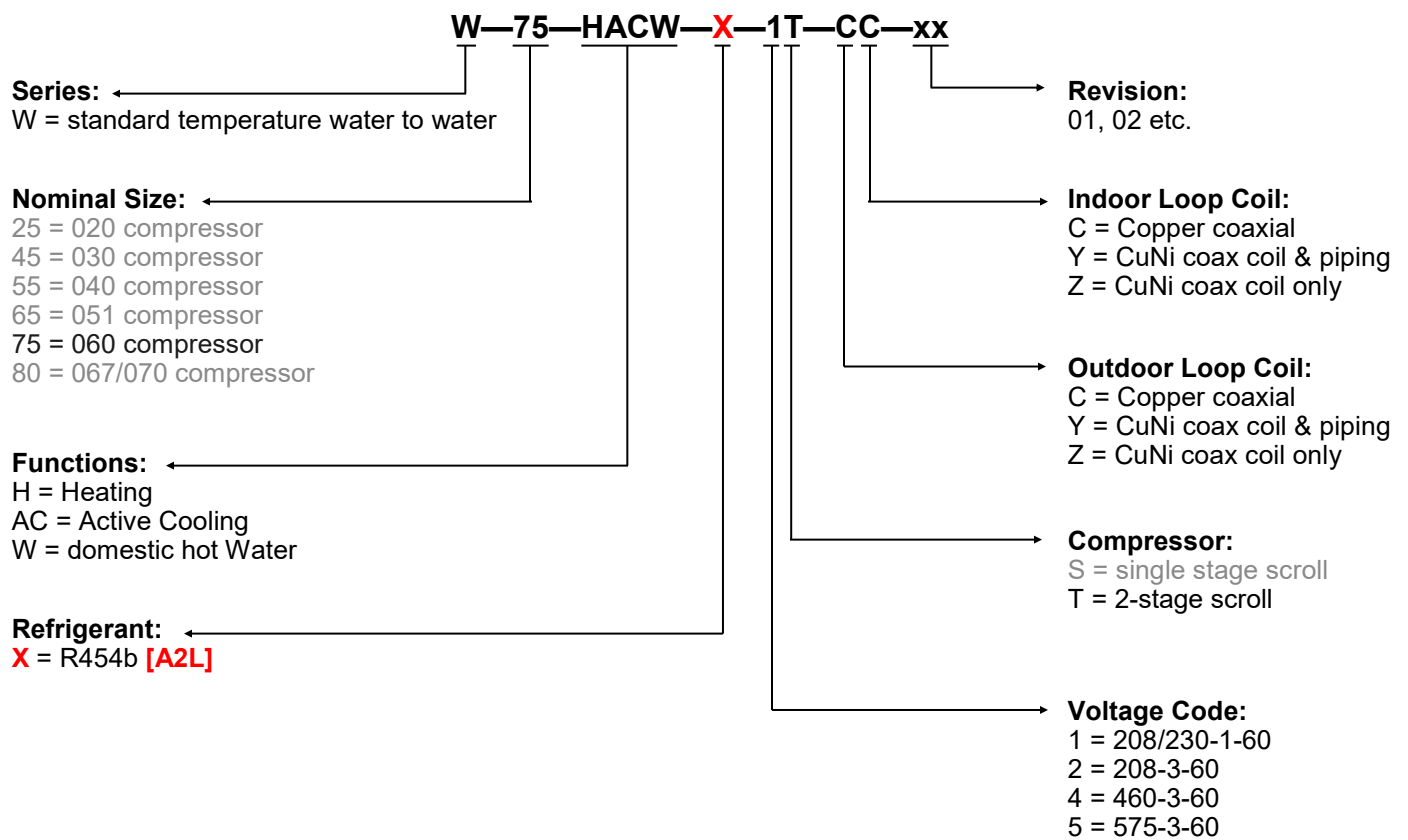 W—75—HACW—X—1T—CC—xx
Series:
W = standard temperature water to water
Nominal Size:
25 = 020 compressor
45 = 030 compressor
55 = 040 compressor
65 = 051 compressor
75 = 060 compressor
80 = 067/070 compressor
Functions:
H = Heating
AC = Active Cooling
W = domestic hot Water
Refrigerant:
X = R454b [A2L]
Revision:
01, 02 etc.
Indoor Loop Coil:
C = Copper coaxial
Y = CuNi coax coil & piping
Z = CuNi coax coil only
Outdoor Loop Coil:
C = Copper coaxial
Y = CuNi coax coil & piping
Z = CuNi coax coil only
Compressor:
S = single stage scroll
T = 2-stage scroll
Voltage Code:
1 = 208/230-1-60
2 = 208-3-60
4 = 460-3-60
5 = 575-3-60